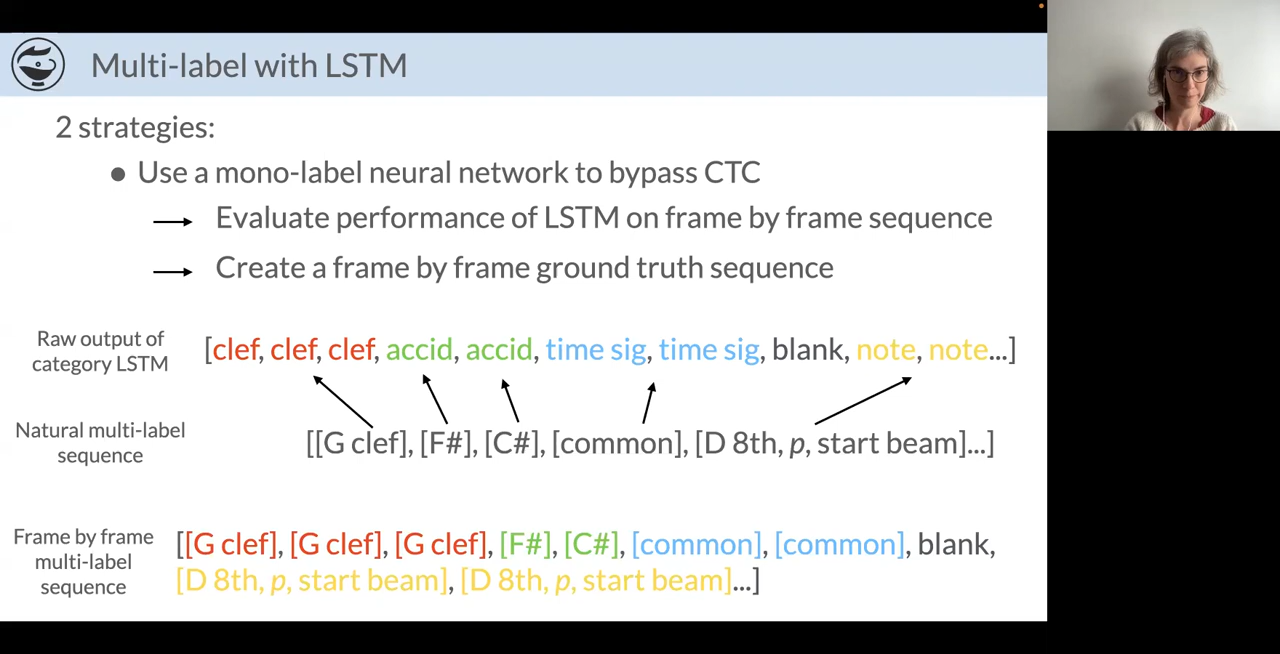 Multi-label with LSTM
2 strategies:
● Use a mono-label neural network to bypass CTC
→ Evaluate performance of LSTM on frame by frame sequence
→ Create a frame by frame ground truth sequence
Raw output of
category LSTM
[clef, clef, clef, accid, accid, time sig, time sig, blank, note, note...]
Natural multi-label
sequence
[[G clef], [F#], [C#], [common], [D 8th, p, start beam]...]
Frame by frame
multi-label
sequence
[[G clef], [G clef], [G clef], [F#], [C#], [common], [common], blank,
[D 8th, p, start beam], [D 8th, p, start beam]...]